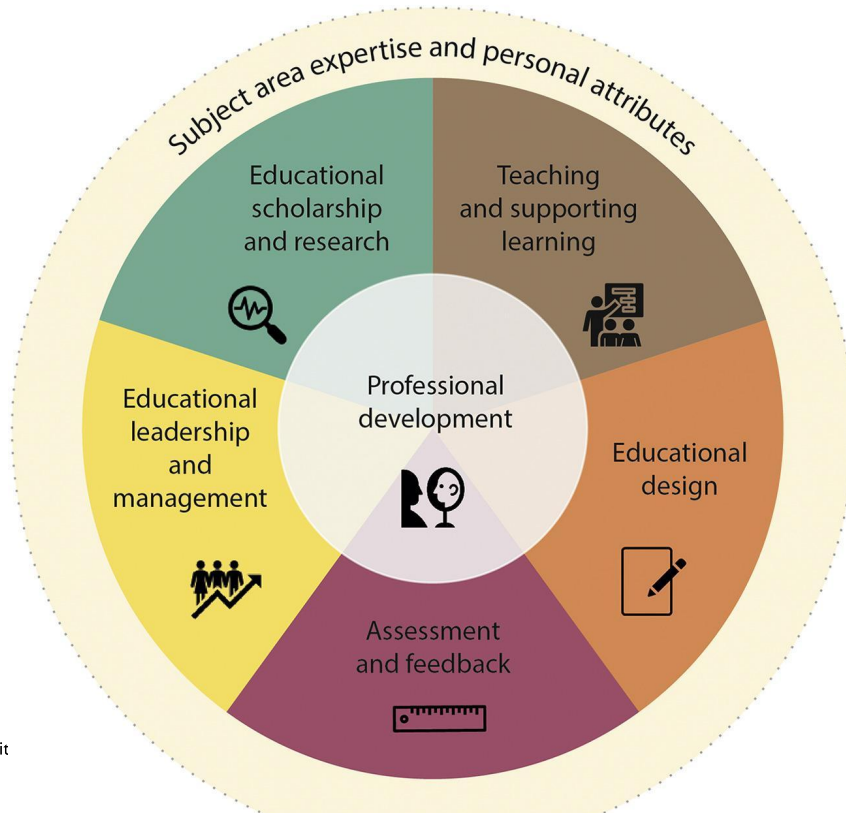 Subject area expertise and personal attributes
Educational
scholarship
and research
Teaching
and supporting
learning
Educational
leadership
and
management
Professional
development
Educational
design
Assessment
and feedback
it